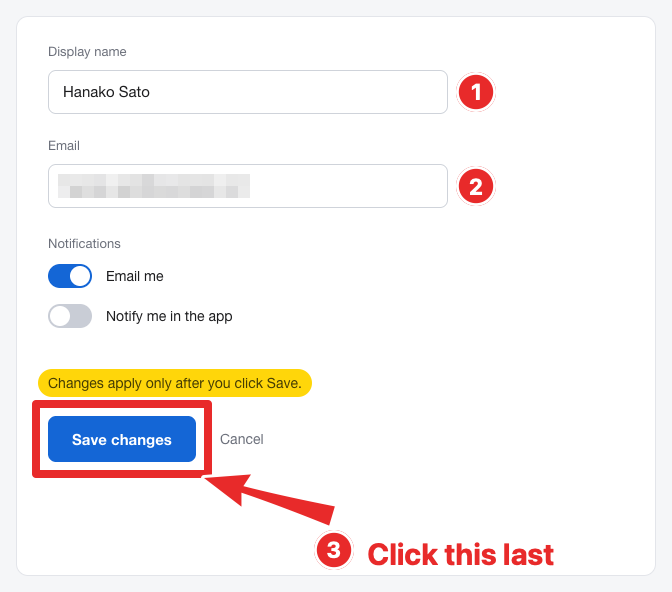 Display name
Hanako Sato
1
Email
2
Notifications
Email me
Notify me in the app
Changes apply only after you click Save.
Save changes
Cancel
3
Click this last